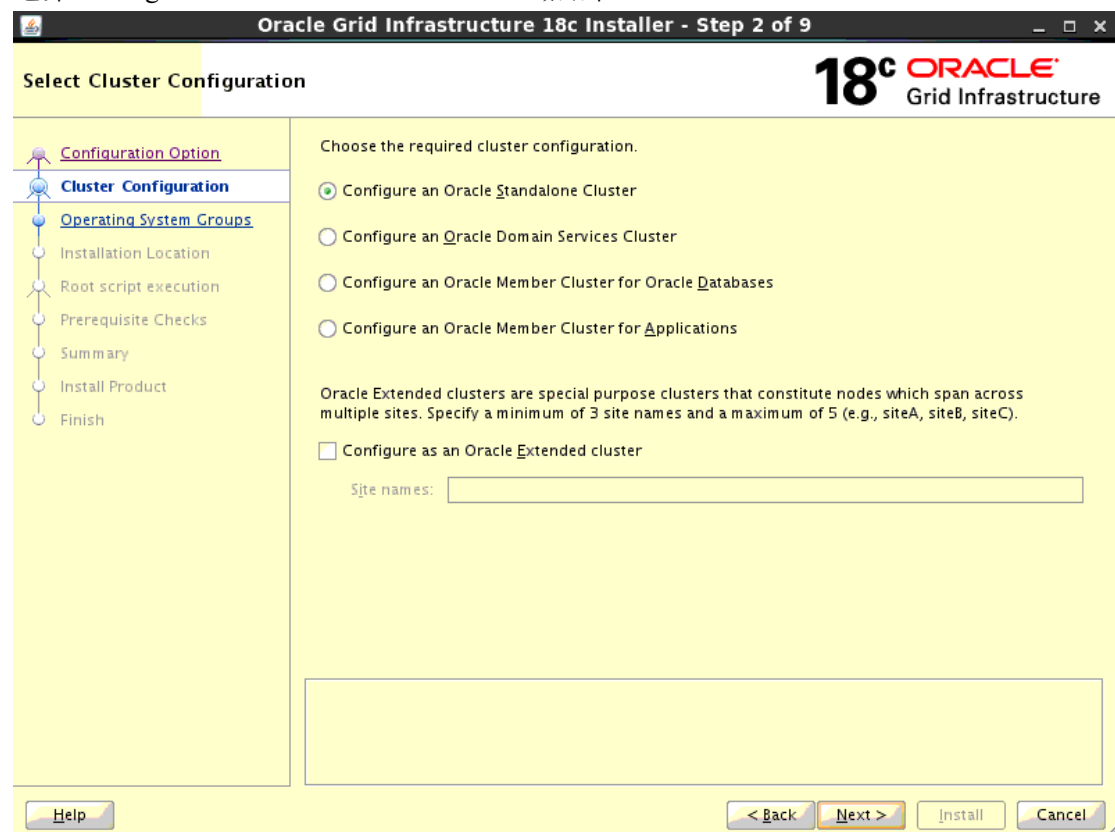 Oracle Grid Infrastructure 18c Installer - Step 2 of 9
Select Cluster Configuration
18c ORACLE
Grid Infrastructure
Configuration Option
Cluster Configuration
Operating System Groups
Installation Location
Root script execution
Prerequisite Checks
Summary
Install Product
Finish
Choose the required cluster configuration.
Configure an Oracle Standalone Cluster
Configure an Oracle Domain Services Cluster
Configure an Oracle Member Cluster for Oracle Databases
Configure an Oracle Member Cluster for Applications
Oracle Extended clusters are special purpose clusters that constitute nodes which span across
multiple sites. Specify a minimum of 3 site names and a maximum of 5 (e.g., siteA, siteB, siteC).
Configure as an Oracle Extended cluster
Site names:
Help
< Back
Next >
Install
Cancel